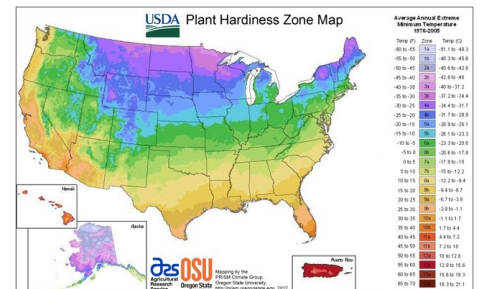 USDA Plant Hardiness Zone Map
Average Annual Extreme
Minimum Temperature
1976-2005
Temp (F) Zone Temp (C)
-60 to -55 1a -51.1 to -48.3
-55 to -50 1b -48.3 to -45.6
-50 to -45 2a -45.6 to -42.8
-45 to -40 2b -42.8 to -40
-40 to -35 3a -40 to -37.2
-35 to -30 3b -37.2 to -34.4
-30 to -25 4a -34.4 to -31.7
-25 to -20 4b -31.7 to -28.9
-20 to -15 5a -28.9 to -26.1
-15 to -10 5b -26.1 to -23.3
-10 to -5 6a -23.3 to -20.6
-5 to 0 6b -20.6 to -17.8
0 to 5 7a -17.8 to -15
5 to 10 7b -15 to -12.2
10 to 15 8a -12.2 to -9.4
15 to 20 8b -9.4 to -6.7
20 to 25 9a -6.7 to -3.9
25 to 30 9b -3.9 to -1.1
30 to 35 10a -1.1 to 1.7
35 to 40 10b 1.7 to 4.4
40 to 45 11a 4.4 to 7.2
45 to 50 11b 7.2 to 10
50 to 55 12a 10 to 12.8
55 to 60 12b 12.8 to 15.6
60 to 65 13a 15.6 to 18.3
65 to 70 13b 18.3 to 21.1
Hawaii
Alaska
Puerto Rico
ars
Agricultural
Research
OSU
Oregon State
Mapping by the
PRISM Climate Group,
Oregon State University,